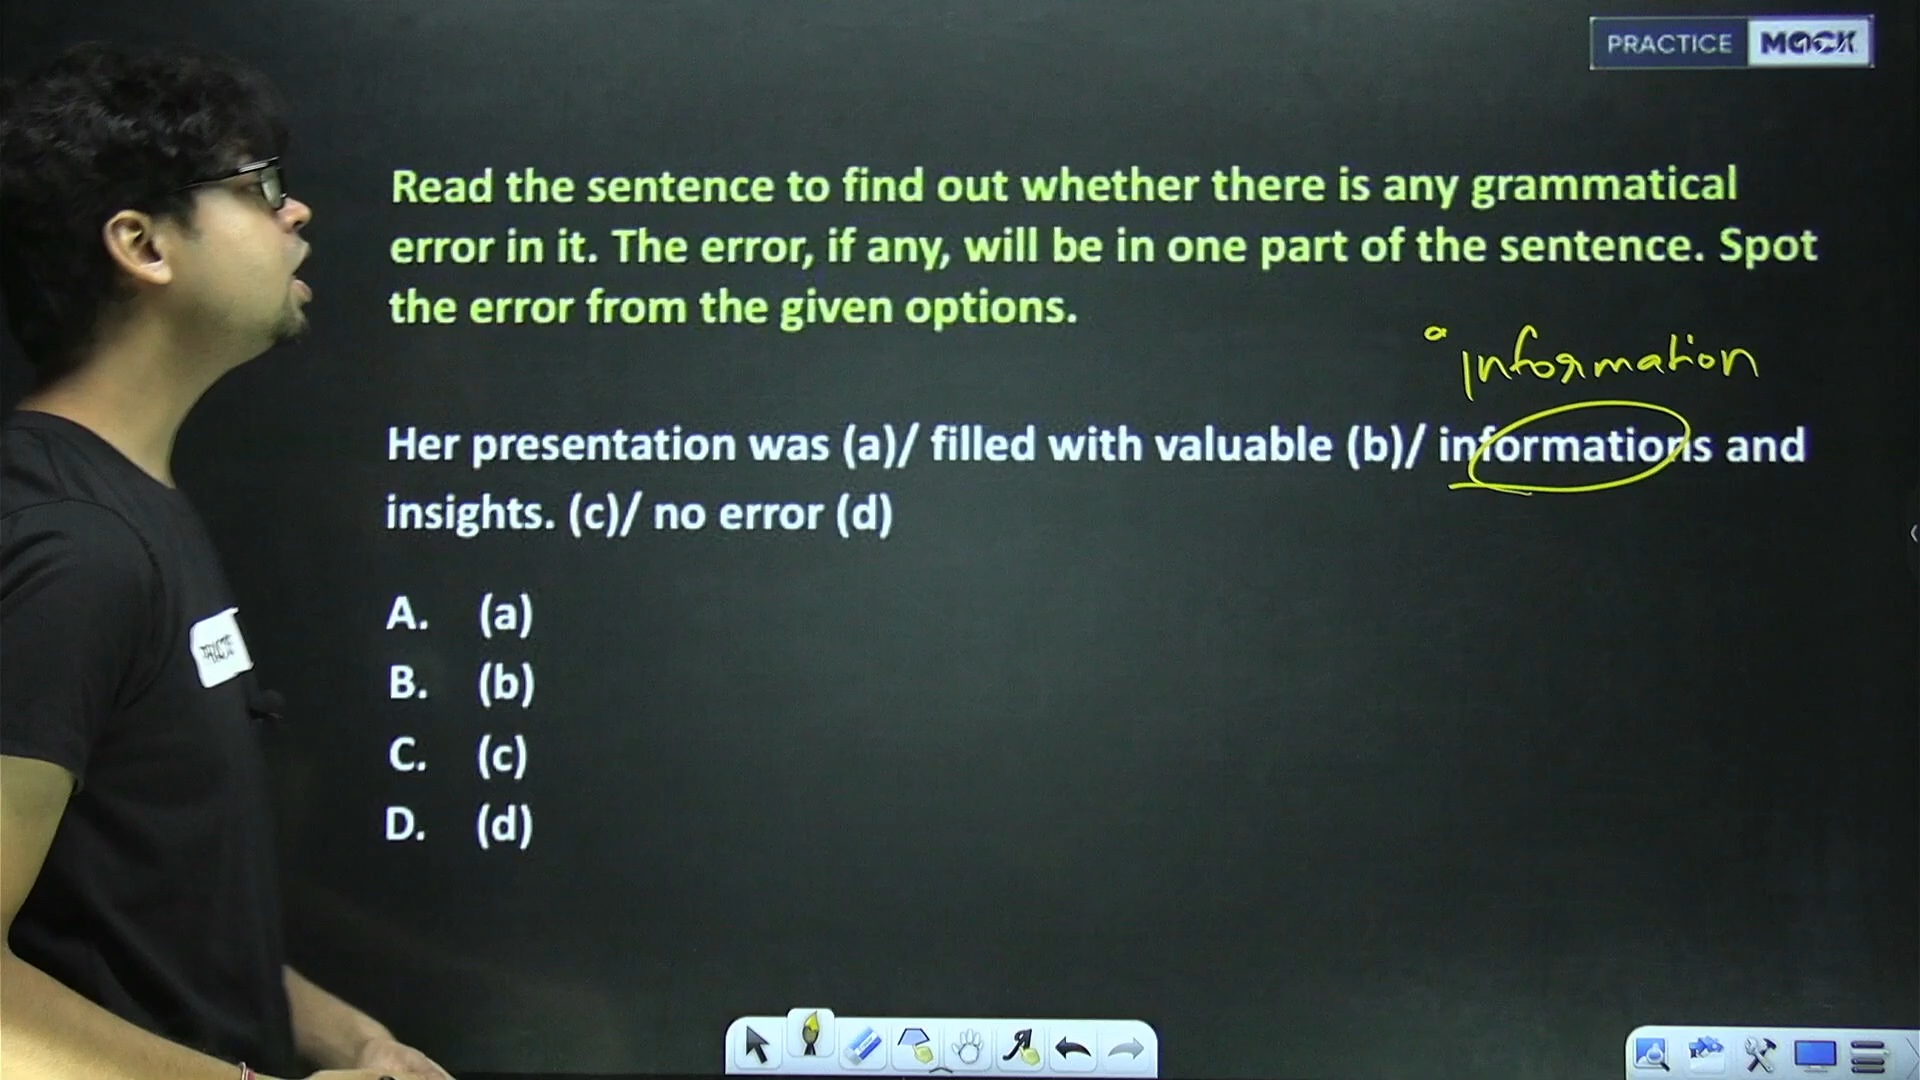 PRACTICE MOCK
Read the sentence to find out whether there is any grammatical
error in it. The error, if any, will be in one part of the sentence. Spot
the error from the given options.
a information
Her presentation was (a)/ filled with valuable (b)/ informations and
insights. (c)/ no error (d)
A. (a)
B. (b)
C. (c)
D. (d)